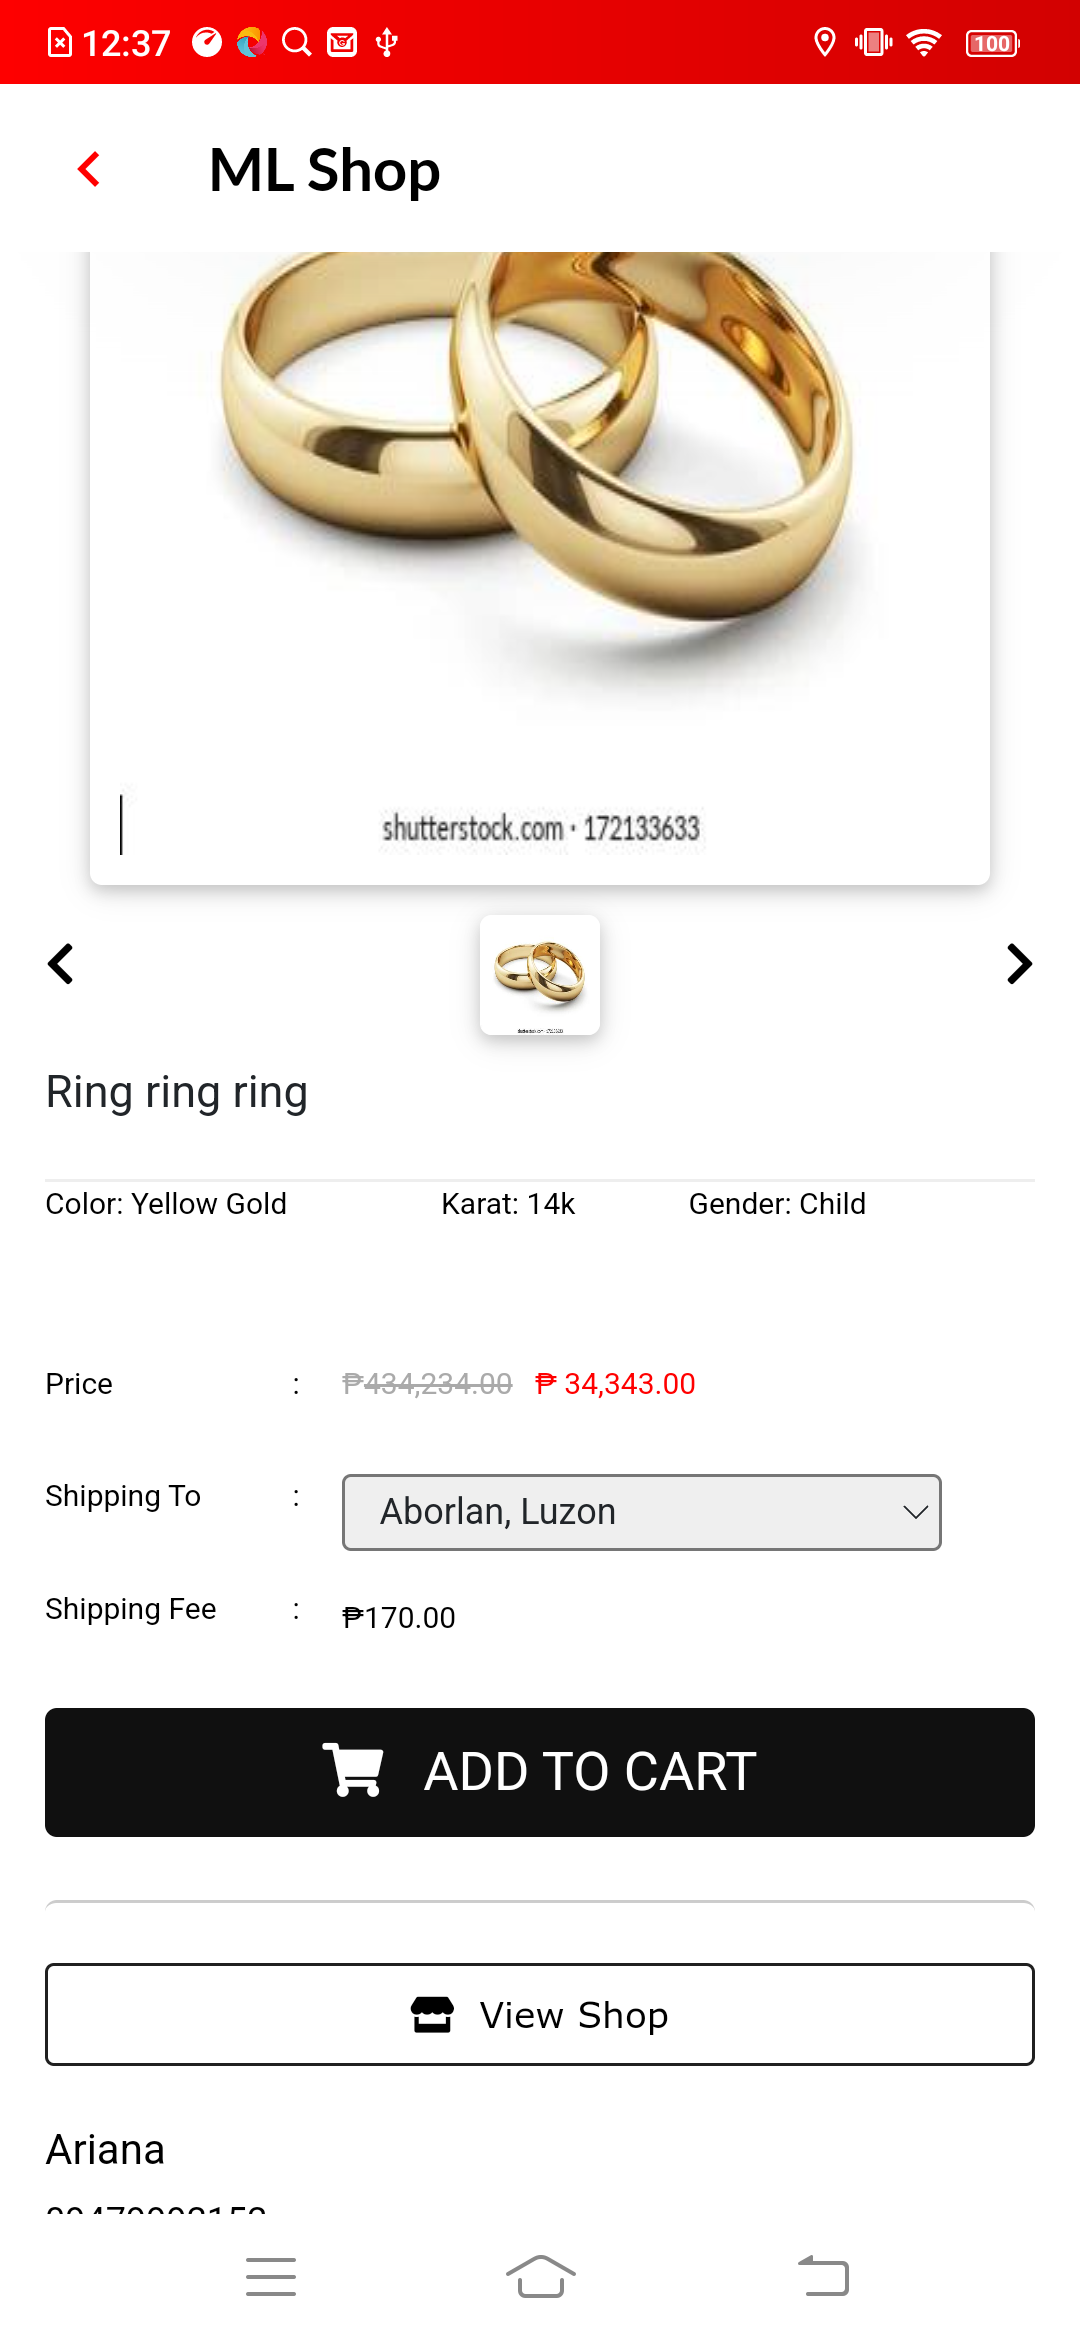 12:37
100
ML Shop
shutterstock.com · 172133633
Ring ring ring
Color: Yellow Gold Karat: 14k Gender: Child
Price : ₱434,234.00 ₱ 34,343.00
Shipping To : Aborlan, Luzon
Shipping Fee : ₱170.00
ADD TO CART
View Shop
Ariana